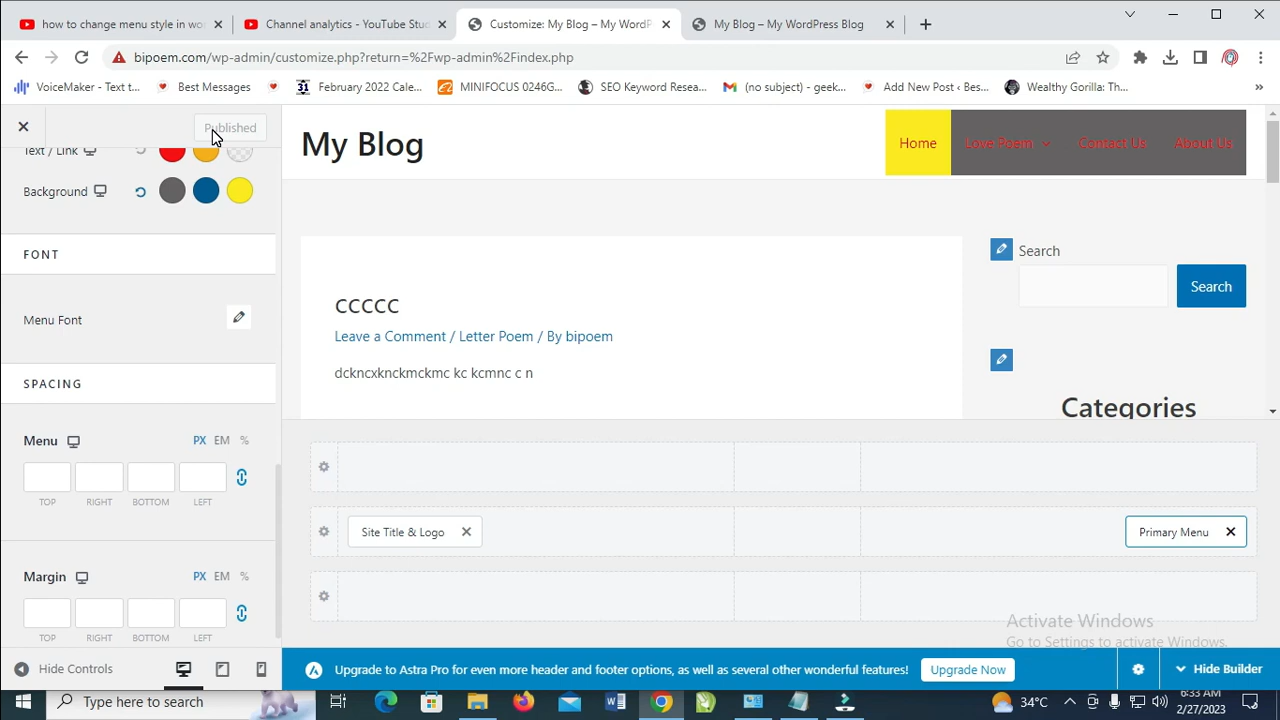 how to change menu style in wo
Channel analytics - YouTube Stud
Customize: My Blog – My WordP
My Blog – My WordPress Blog
bipoem.com/wp-admin/customize.php?return=%2Fwp-admin%2Findex.php
VoiceMaker - Text t...
Best Messages
31
February 2022 Cale...
MINIFOCUS 0246G...
SEO Keyword Resea...
(no subject) - geek...
Add New Post ‹ Bes...
Wealthy Gorilla: Th...
Published
Text / Link
Background
FONT
Menu Font
SPACING
Menu
PX EM %
TOP RIGHT BOTTOM LEFT
Margin
PX EM %
TOP RIGHT BOTTOM LEFT
Hide Controls
My Blog
Home Love Poem Contact Us About Us
CCCCC
Leave a Comment / Letter Poem / By bipoem
dckncxknckmckmc kc kcmnc c n
Search
Search
Categories
Site Title & Logo
Primary Menu
Activate Windows
Go to Settings to activate Windows.
Upgrade to Astra Pro for even more header and footer options, as well as several other wonderful features!
Upgrade Now
Hide Builder
Type here to search
34°C
6:33 AM
2/27/2023